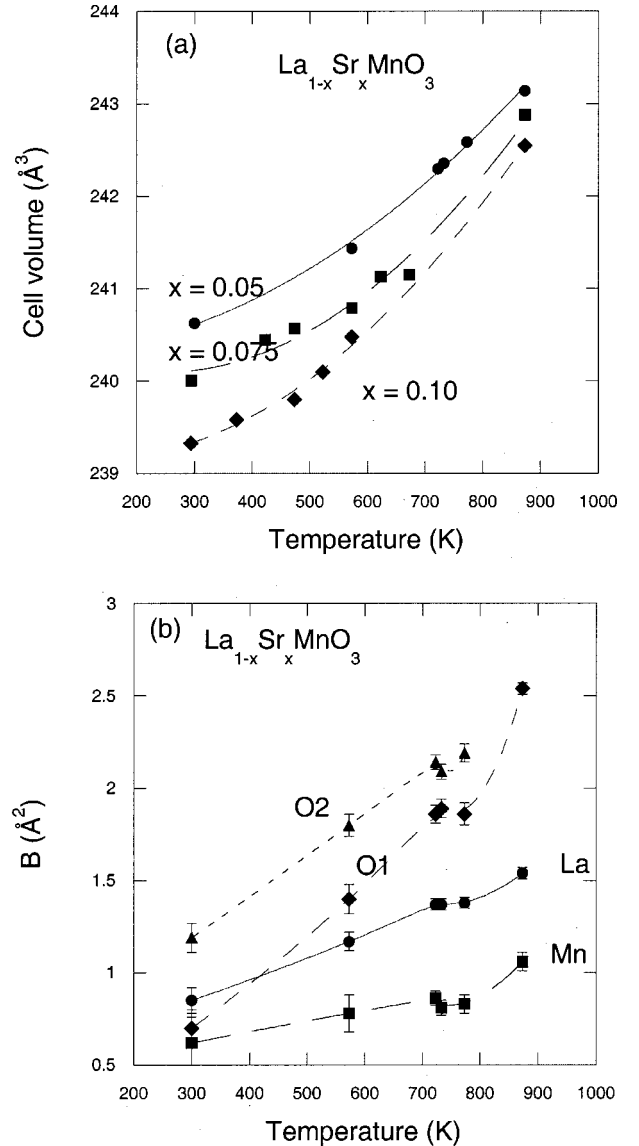 (a)
La1-xSrxMnO3
244
243
242
241
240
239
Cell volume (Å3)
x = 0.05
x = 0.075
x = 0.10
200 300 400 500 600 700 800 900 1000
Temperature (K)
(b)
La1-xSrxMnO3
3
2.5
2
1.5
1
0.5
B (Å2)
O2
O1
La
Mn
200 300 400 500 600 700 800 900 1000
Temperature (K)